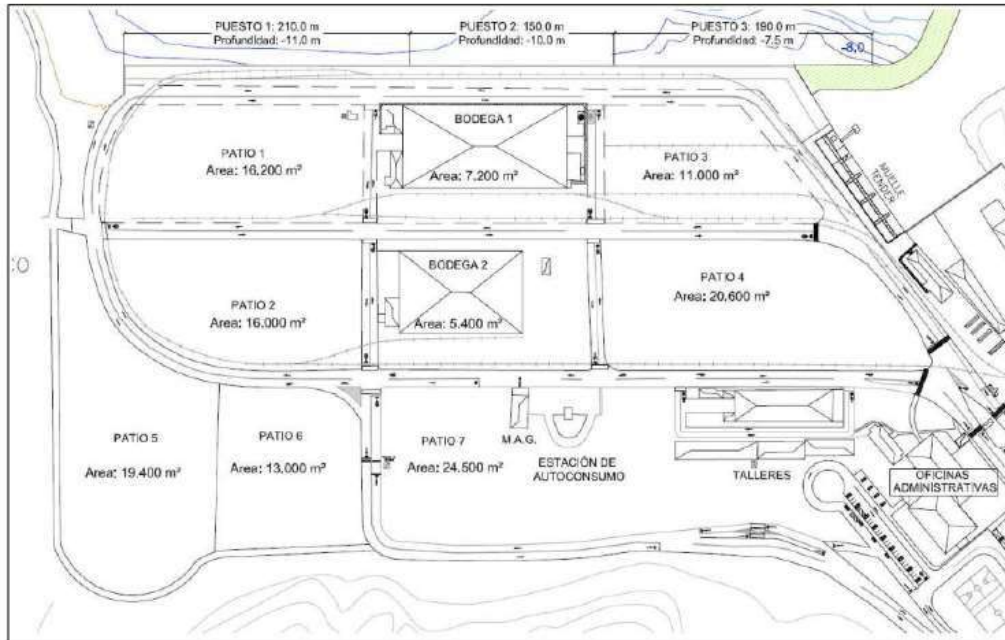 PUESTO 1: 210.0 m
Profundidad: -11.0 m
PUESTO 2: 150.0 m
Profundidad: -10.0 m
PUESTO 3: 190.0 m
Profundidad: -7.5 m
-8,0
BODEGA 1
Area: 7.200 m²
PATIO 1
Area: 16.200 m²
PATIO 3
Area: 11.000 m²
MUELLE
TENDER
BODEGA 2
Area: 5.400 m²
PATIO 2
Area: 16.000 m²
PATIO 4
Area: 20.600 m²
PATIO 5
Area: 19.400 m²
PATIO 6
Area: 13.000 m²
PATIO 7
Area: 24.500 m²
M.A.G.
ESTACIÓN DE
AUTOCONSUMO
TALLERES
OFICINAS
ADMINISTRATIVAS